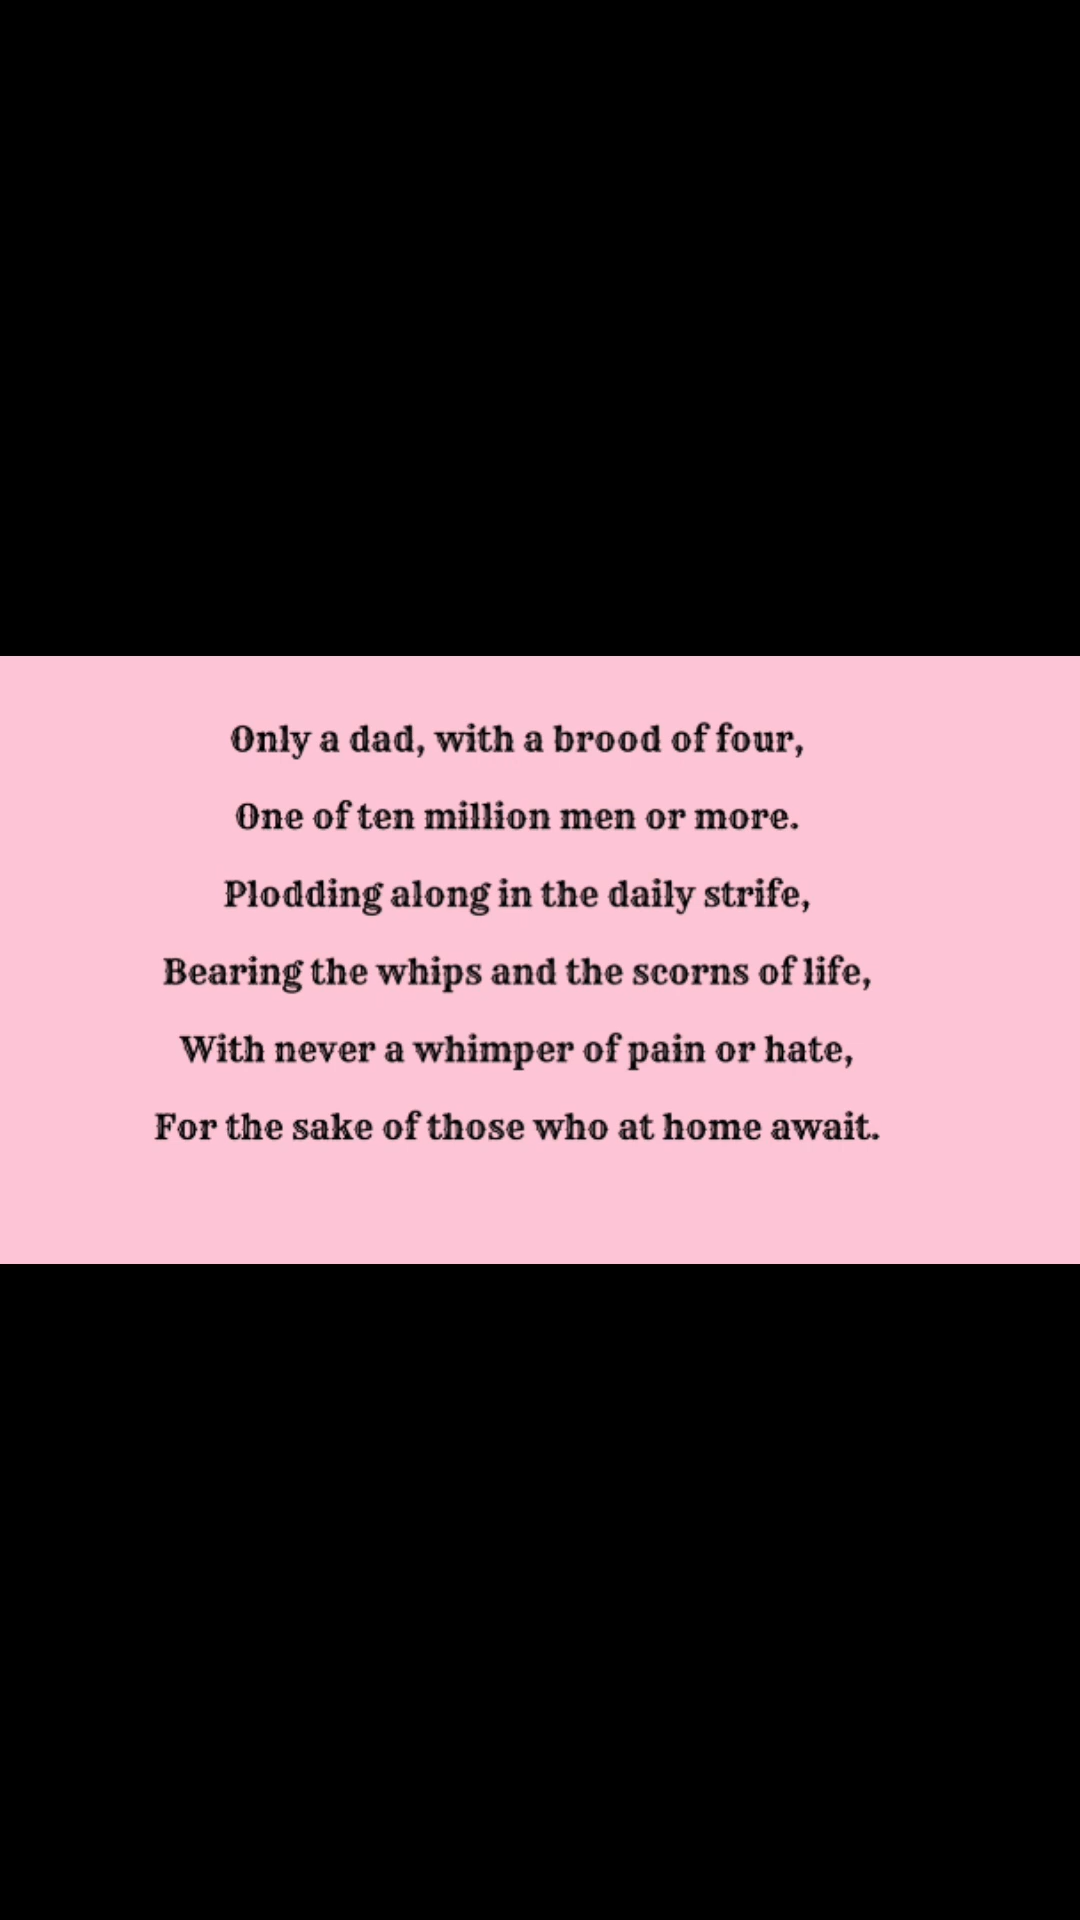 Only a dad, with a brood of four,
One of ten million men or more.
Plodding along in the daily strife,
Bearing the whips and the scorns of life,
With never a whimper of pain or hate,
For the sake of those who at home await.